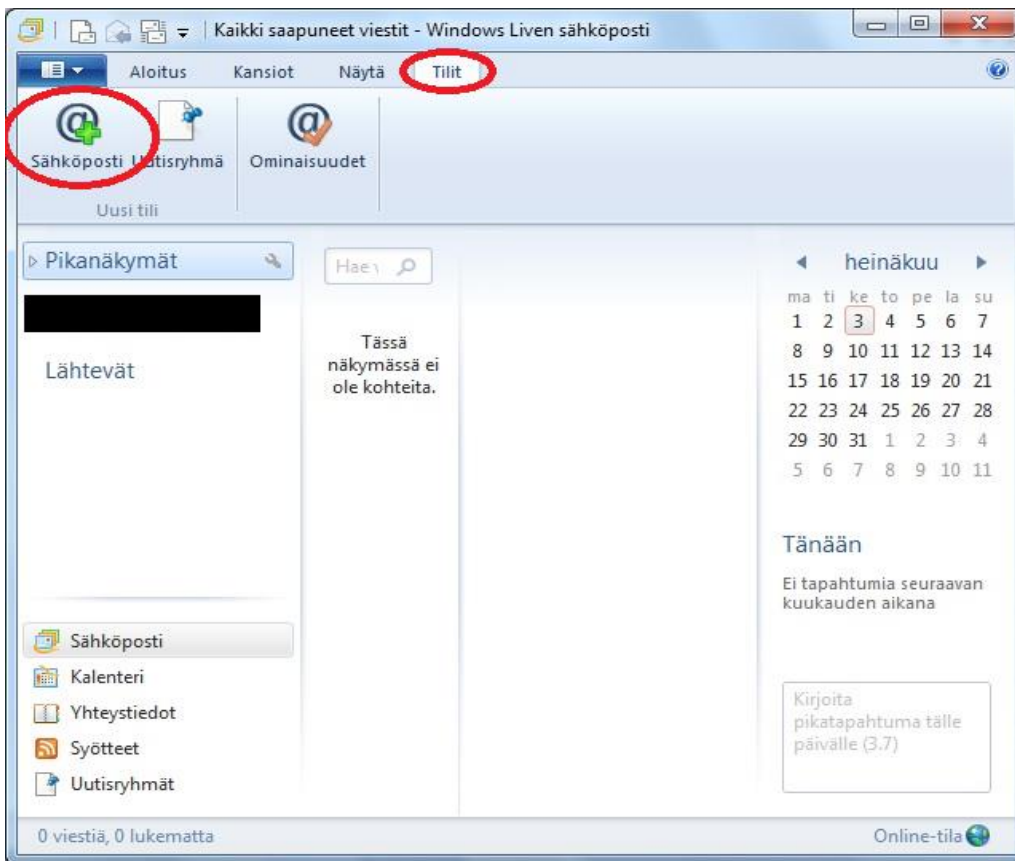 Kaikki saapuneet viestit - Windows Liven sähköposti
Aloitus Kansiot Näytä Tilit
Sähköposti Uutisryhmä Ominaisuudet
Uusi tili
Pikanäkymät
Lähtevät
Sähköposti
Kalenteri
Yhteystiedot
Syötteet
Uutisryhmät
Hae v
Tässä
näkymässä ei
ole kohteita.
heinäkuu
ma ti ke to pe la su
1 2 3 4 5 6 7
8 9 10 11 12 13 14
15 16 17 18 19 20 21
22 23 24 25 26 27 28
29 30 31 1 2 3 4
5 6 7 8 9 10 11
Tänään
Ei tapahtumia seuraavan
kuukauden aikana
Kirjoita
pikatapahtuma tälle
päivälle (3.7)
0 viestiä, 0 lukematta
Online-tila